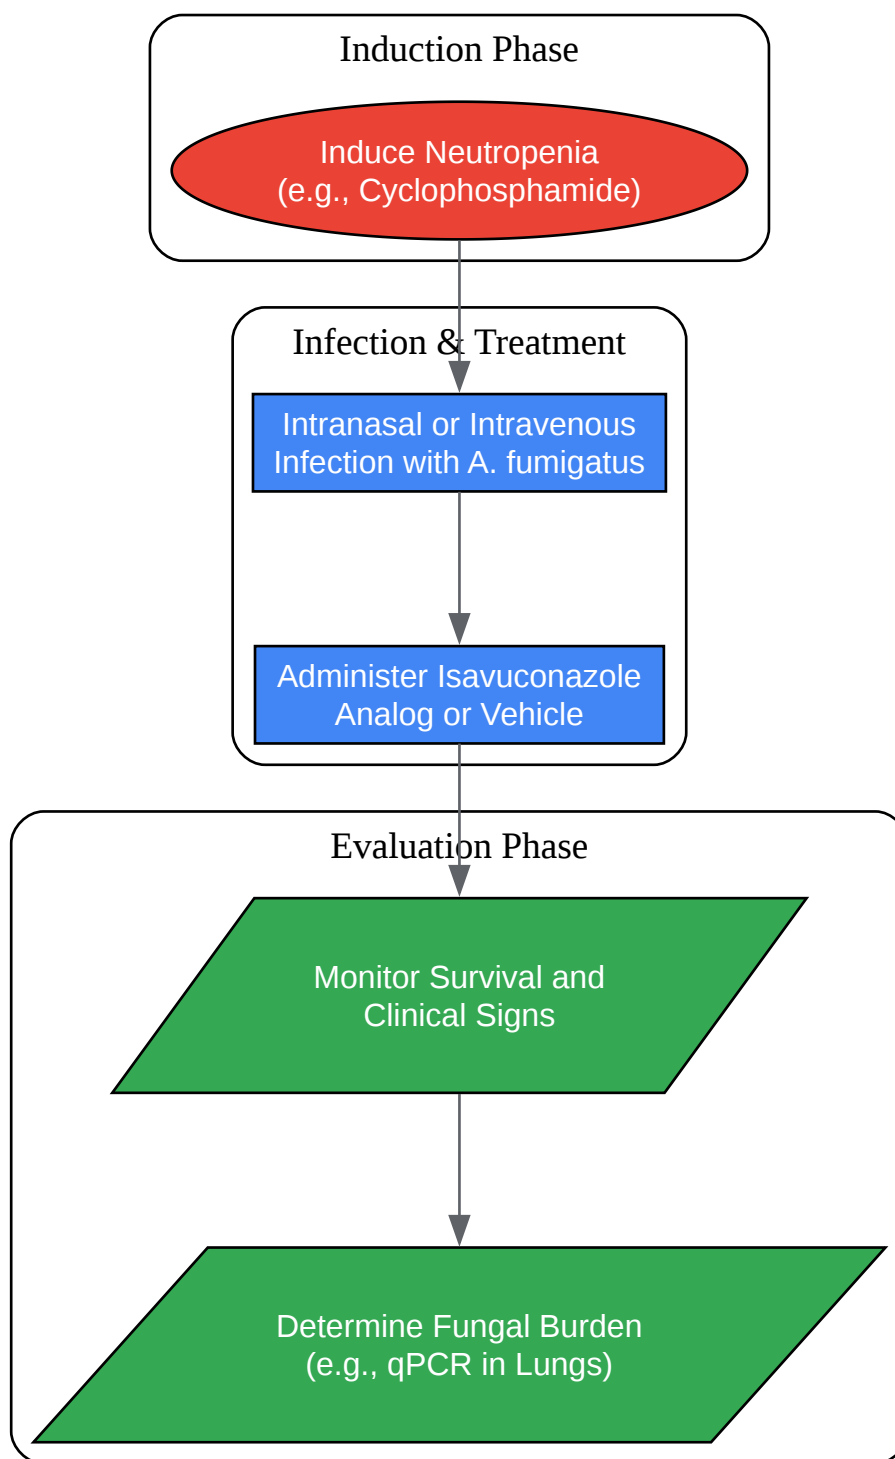 Induction Phase
Induce Neutropenia
(e.g., Cyclophosphamide)
Infection & Treatment
Intranasal or Intravenous
Infection with A. fumigatus
Administer Isavuconazole
Analog or Vehicle
Evaluation Phase
Monitor Survival and
Clinical Signs
Determine Fungal Burden
(e.g., qPCR in Lungs)